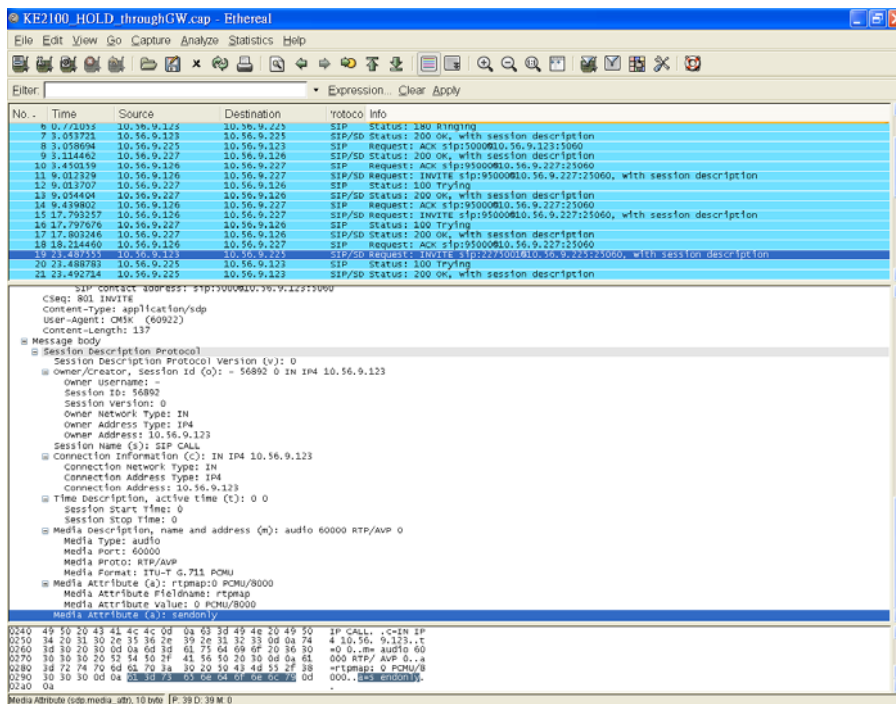 KE2100_HOLD_throughGW.cap - Ethereal
File Edit View Go Capture Analyze Statistics Help
Filter: Expression... Clear Apply
No. - Time Source Destination 'rotoco Info
6 0.771053 10.56.9.123 10.56.9.225 SIP Status: 180 Ringing
7 3.053721 10.56.9.123 10.56.9.225 SIP/SD Status: 200 OK, with session description
8 3.058694 10.56.9.225 10.56.9.123 SIP Request: ACK sip:5000@10.56.9.123:5060
9 3.114462 10.56.9.227 10.56.9.126 SIP/SD Status: 200 OK, with session description
10 3.450159 10.56.9.126 10.56.9.227 SIP Request: ACK sip:95000@10.56.9.227:25060
11 9.012329 10.56.9.126 10.56.9.227 SIP/SD Request: INVITE sip:95000@10.56.9.227:25060, with session description
12 9.013707 10.56.9.227 10.56.9.126 SIP Status: 100 Trying
13 9.054404 10.56.9.227 10.56.9.126 SIP/SD Status: 200 OK, with session description
14 9.439802 10.56.9.126 10.56.9.227 SIP Request: ACK sip:95000@10.56.9.227:25060
15 17.793257 10.56.9.126 10.56.9.227 SIP/SD Request: INVITE sip:95000@10.56.9.227:25060, with session description
16 17.797676 10.56.9.227 10.56.9.126 SIP Status: 100 Trying
17 17.803246 10.56.9.227 10.56.9.126 SIP/SD Status: 200 OK, with session description
18 18.214460 10.56.9.126 10.56.9.227 SIP Request: ACK sip:95000@10.56.9.227:25060
19 23.487555 10.56.9.123 10.56.9.225 SIP/SD Request: INVITE sip:2275001@10.56.9.225:25060, with session description
20 23.488783 10.56.9.225 10.56.9.123 SIP Status: 100 Trying
21 23.492714 10.56.9.225 10.56.9.123 SIP/SD Status: 200 OK, with session description
SIP contact address: sip:5000@10.56.9.123:5060
CSeq: 801 INVITE
Content-Type: application/sdp
User-Agent: CM5K (60922)
Content-Length: 137
Message body
Session Description Protocol
Session Description Protocol Version (v): 0
Owner/Creator, Session Id (o): - 56892 0 IN IP4 10.56.9.123
Owner Username: -
Session ID: 56892
Session Version: 0
Owner Network Type: IN
Owner Address Type: IP4
Owner Address: 10.56.9.123
Session Name (s): SIP CALL
Connection Information (c): IN IP4 10.56.9.123
Connection Network Type: IN
Connection Address Type: IP4
Connection Address: 10.56.9.123
Time Description, active time (t): 0 0
Session Start Time: 0
Session Stop Time: 0
Media Description, name and address (m): audio 60000 RTP/AVP 0
Media Type: audio
Media Port: 60000
Media Proto: RTP/AVP
Media Format: ITU-T G.711 PCMU
Media Attribute (a): rtpmap:0 PCMU/8000
Media Attribute Fieldname: rtpmap
Media Attribute Value: 0 PCMU/8000
Media Attribute (a): sendonly
0240 49 50 20 43 41 4c 4c 0d 0a 63 3d 49 4e 20 49 50 IP CALL. .c=IN IP
0250 34 20 31 30 2e 35 36 2e 39 2e 31 32 33 0d 0a 74 4 10.56. 9.123..t
0260 3d 30 20 30 0d 0a 6d 3d 61 75 64 69 6f 20 36 30 =0 0..m= audio 60
0270 30 30 30 20 52 54 50 2f 41 56 50 20 30 0d 0a 61 000 RTP/ AVP 0..a
0280 3d 72 74 70 6d 61 70 3a 30 20 50 43 4d 55 2f 38 =rtpmap: 0 PCMU/8
0290 30 30 30 0d 0a 61 3d 73 65 6e 64 6f 6e 6c 79 0d 000..a=s endonly.
02a0 0a .
Media Attribute (sdp.media_attr), 10 byte P: 39 D: 39 M: 0